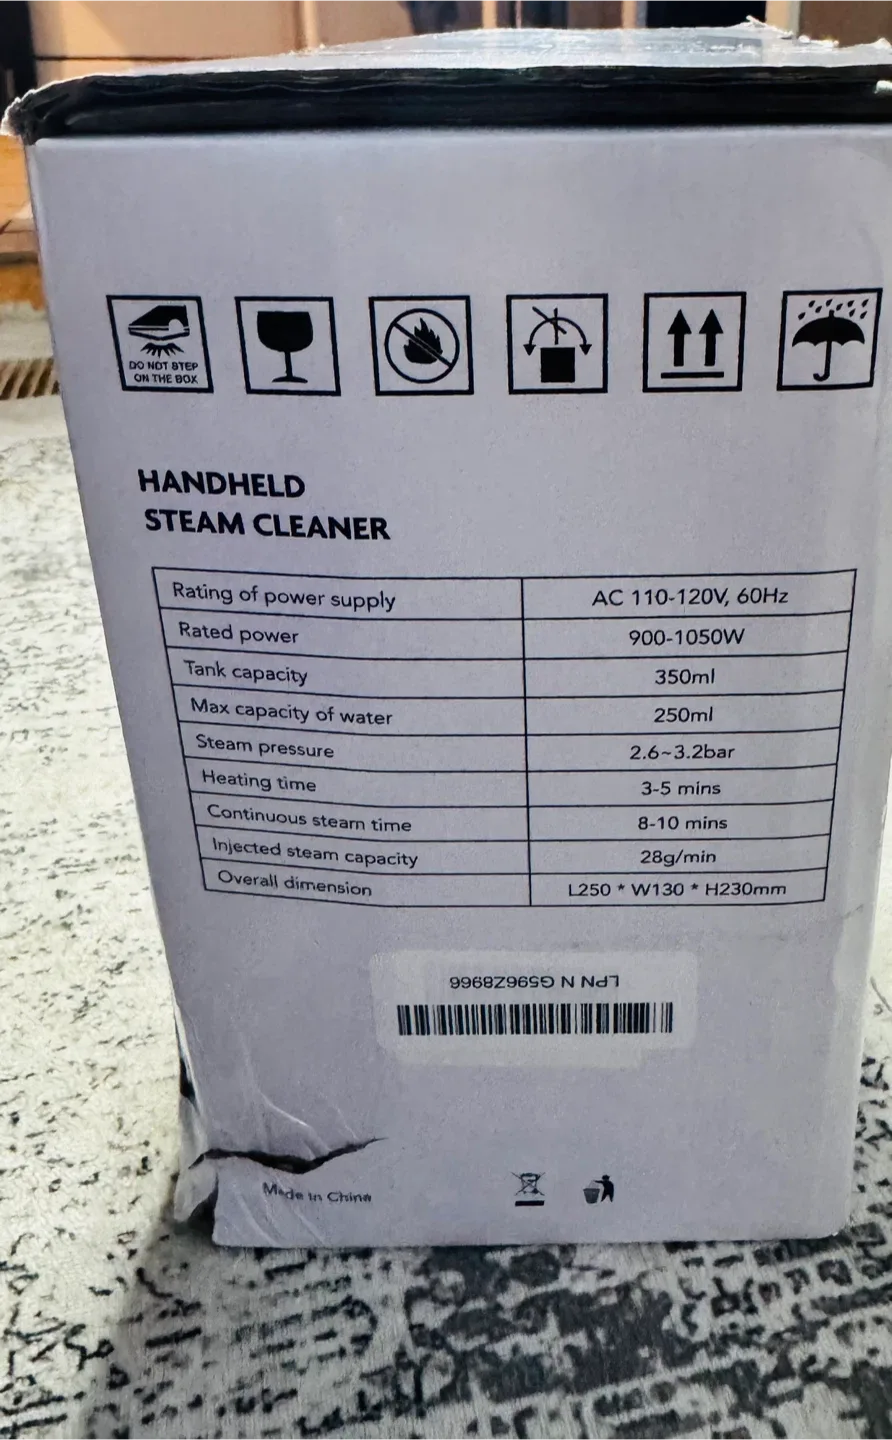 DO NOT STEP
ON THE BOX
HANDHELD
STEAM CLEANER
Rating of power supply AC 110-120V, 60Hz
Rated power 900-1050W
Tank capacity 350ml
Max capacity of water 250ml
Steam pressure 2.6~3.2bar
Heating time 3-5 mins
Continuous steam time 8-10 mins
Injected steam capacity 28g/min
Overall dimension L250 * W130 * H230mm
LPN N G596Z8966
Made in China